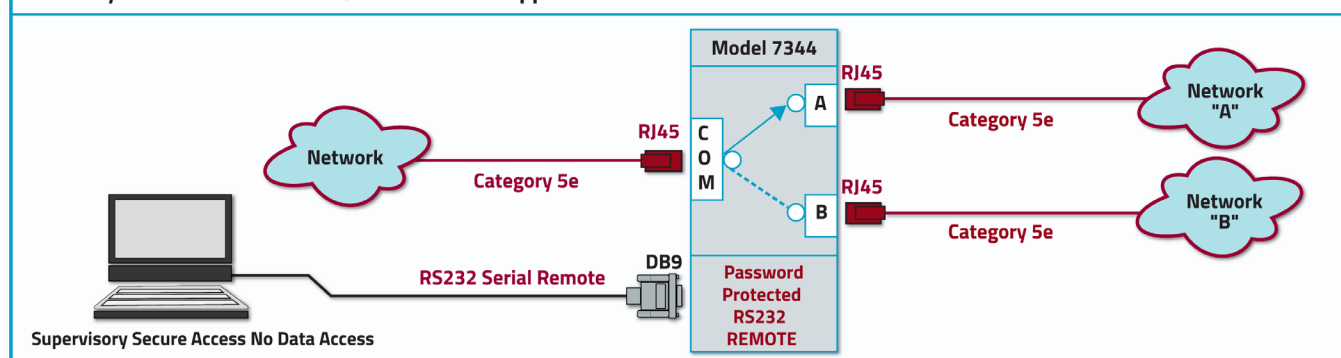 Model 7344
RJ45
A
Network
"A"
Category 5e
RJ45
C
O
M
Network
Category 5e
RJ45
B
Network
"B"
Category 5e
DB9
RS232 Serial Remote
Password
Protected
RS232
REMOTE
Supervisory Secure Access No Data Access